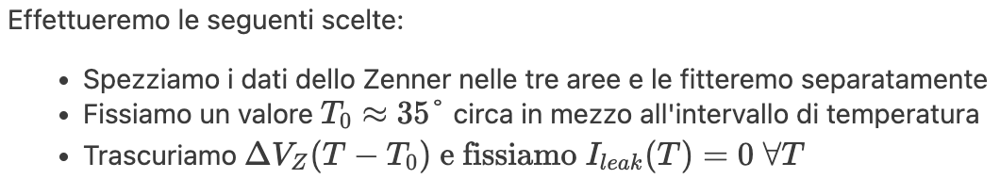 Effettueremo le seguenti scelte:
• Spezziamo i dati dello Zenner nelle tre aree e le fitteremo separatamente
• Fissiamo un valore $T_0 \approx 35^\circ$ circa in mezzo all'intervallo di temperatura
• Trascuriamo $\Delta V_Z(T - T_0)$ e fissiamo $I_{leak}(T) = 0 \ \forall T$